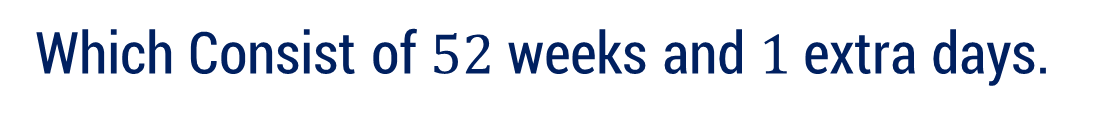 Which Consist of 52 weeks and 1 extra days.